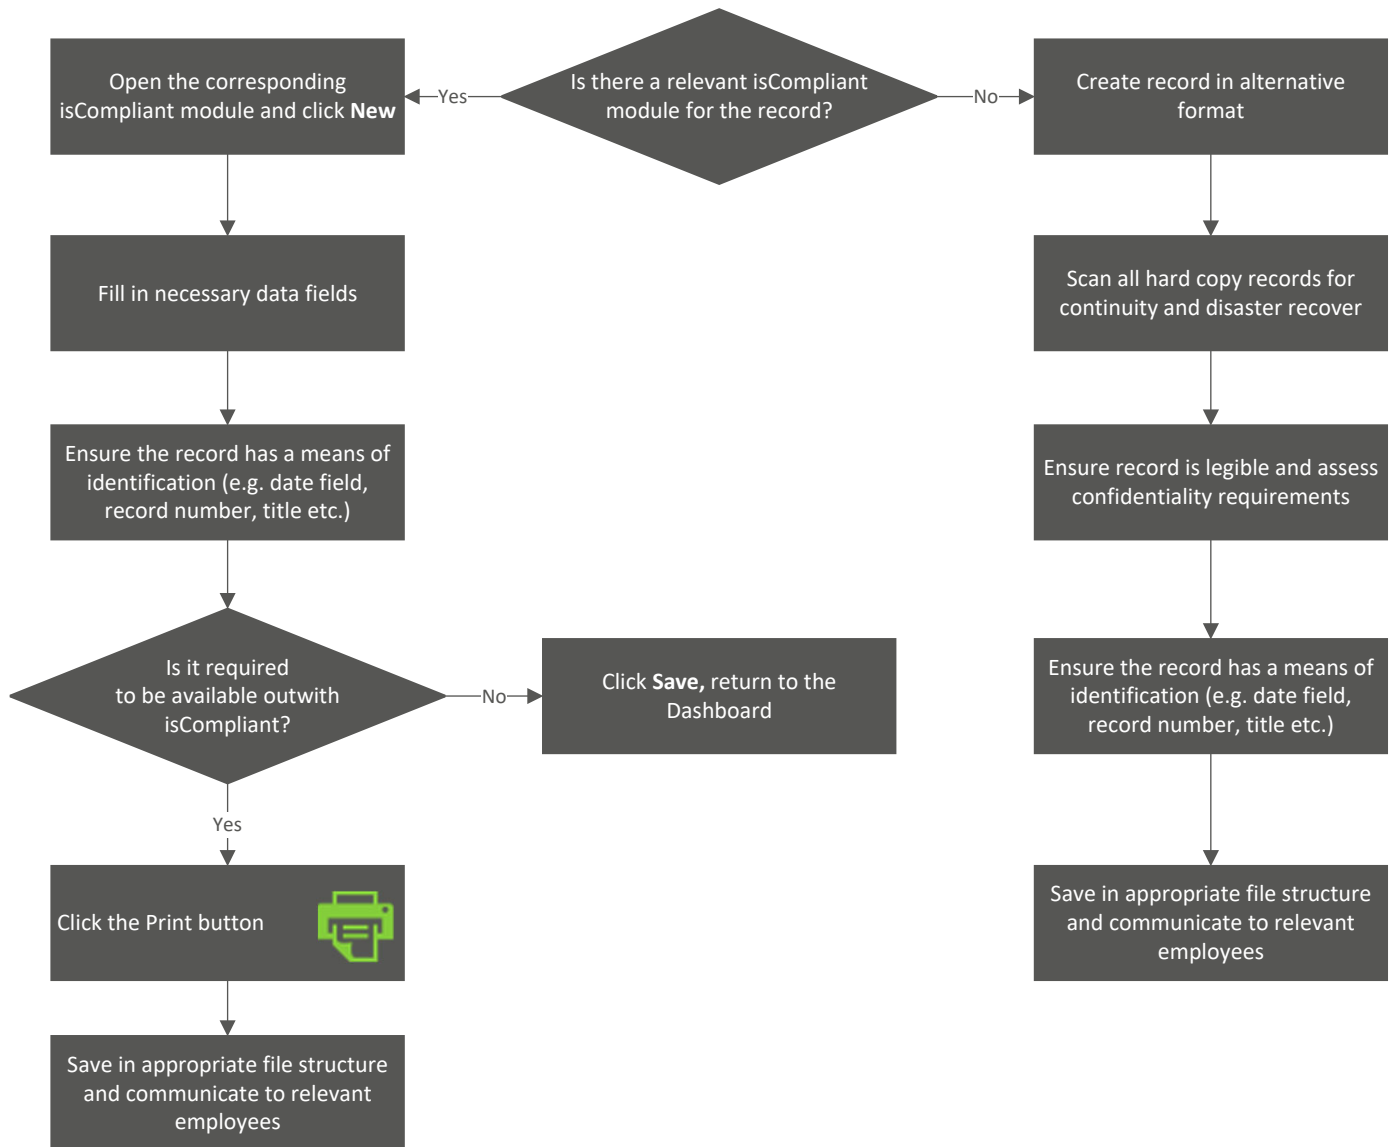 Is there a relevant isCompliant
module for the record?
Yes
Open the corresponding
isCompliant module and click New
Fill in necessary data fields
Ensure the record has a means of
identification (e.g. date field,
record number, title etc.)
Is it required
to be available outwith
isCompliant?
No
Click Save, return to the
Dashboard
Yes
Click the Print button
Save in appropriate file structure
and communicate to relevant
employees
No
Create record in alternative
format
Scan all hard copy records for
continuity and disaster recover
Ensure record is legible and assess
confidentiality requirements
Ensure the record has a means of
identification (e.g. date field,
record number, title etc.)
Save in appropriate file structure
and communicate to relevant
employees